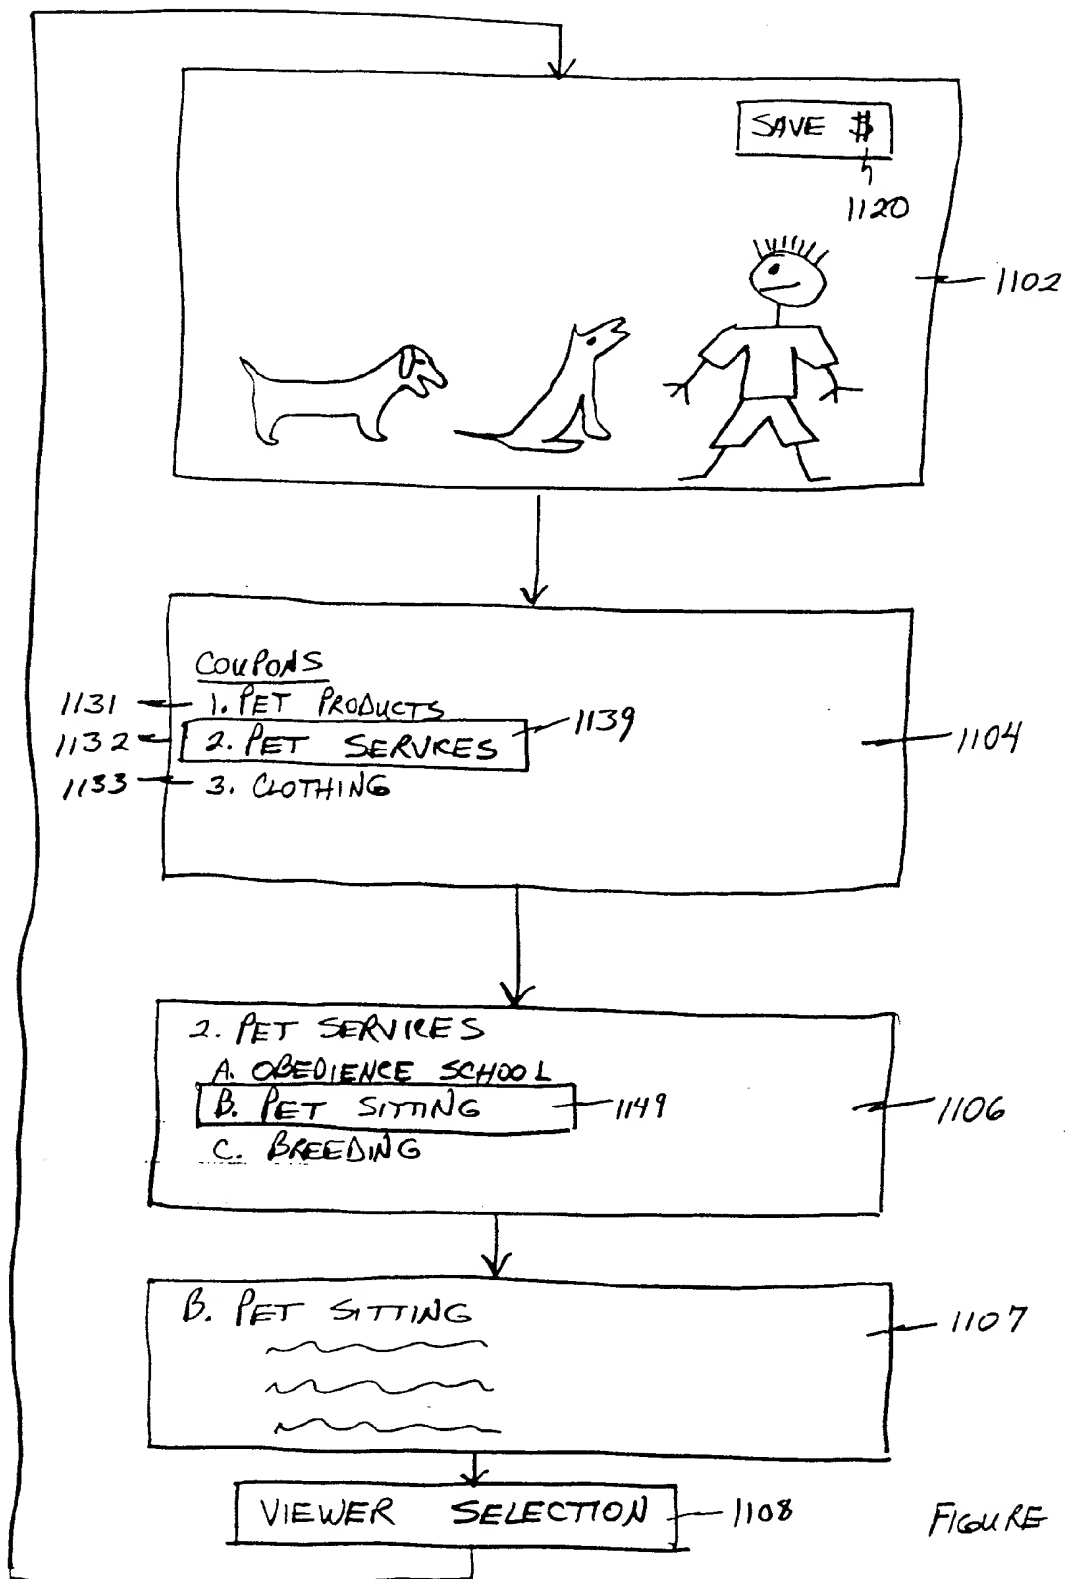 SAVE $
1120
1102
COUPONS
1131 1. PET PRODUCTS
1132 2. PET SERVICES 1139
1133 3. CLOTHING
1104
2. PET SERVICES
A. OBEDIENCE SCHOOL
B. PET SITTING 1149
1106
C. BREEDING
B. PET SITTING
1107
VIEWER SELECTION 1108
FIGURE